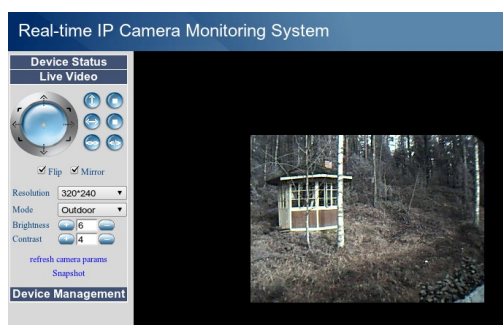 Real-time IP Camera Monitoring System
Device Status
Live Video
Flip Mirror
Resolution 320*240
Mode Outdoor
Brightness 6
Contrast 4
refresh camera params
Snapshot
Device Management